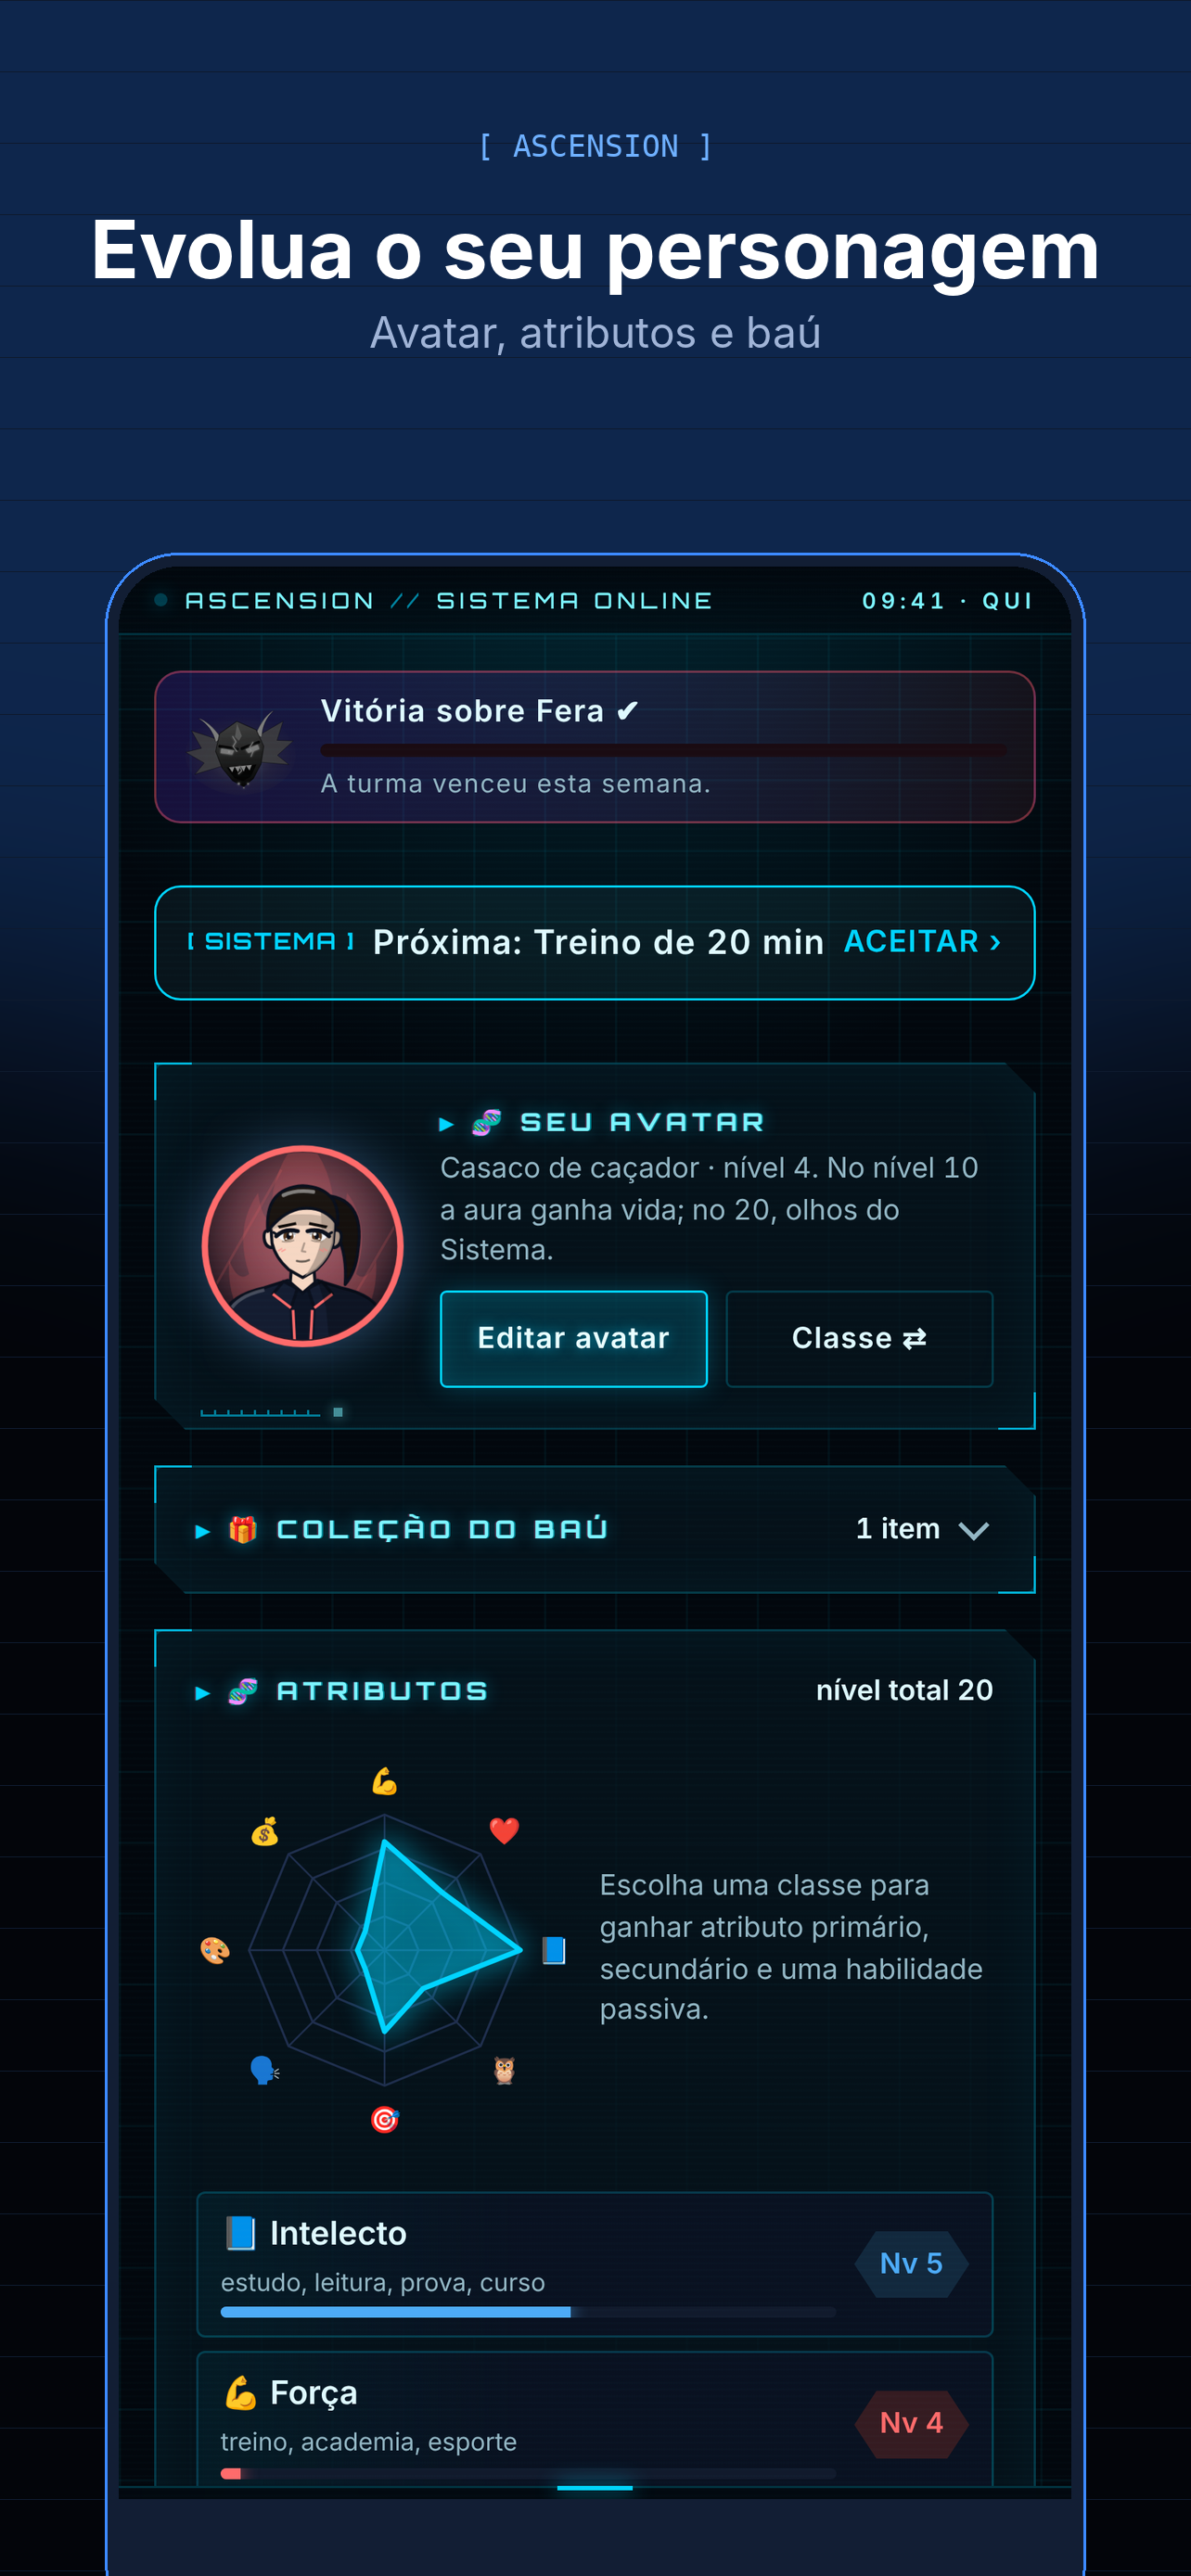 [ ASCENSION ]
Evolua o seu personagem
Avatar, atributos e baú
ASCENSION // SISTEMA ONLINE
09:41 · QUI
Vitória sobre Fera ✔
A turma venceu esta semana.
[ SISTEMA ] Próxima: Treino de 20 min ACEITAR ›
▸ 🧬 SEU AVATAR
Casaco de caçador · nível 4. No nível 10
a aura ganha vida; no 20, olhos do
Sistema.
Editar avatar
Classe ⇄
▸ 🎁 COLEÇÃO DO BAÚ
1 item
▸ 🧬 ATRIBUTOS
nível total 20
Escolha uma classe para
ganhar atributo primário,
secundário e uma habilidade
passiva.
📘 Intelecto
estudo, leitura, prova, curso
Nv 5
💪 Força
treino, academia, esporte
Nv 4